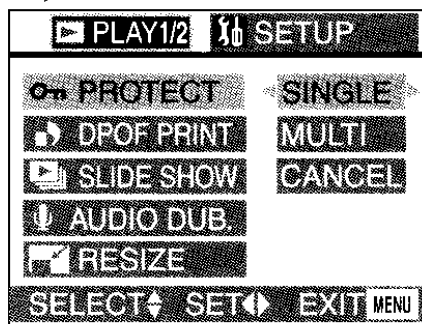 PLAY1/2 SETUP
PROTECT SINGLE
DPOF PRINT MULTI
SLIDE SHOW CANCEL
AUDIO DUB.
RESIZE
SELECT SET EXIT MENU